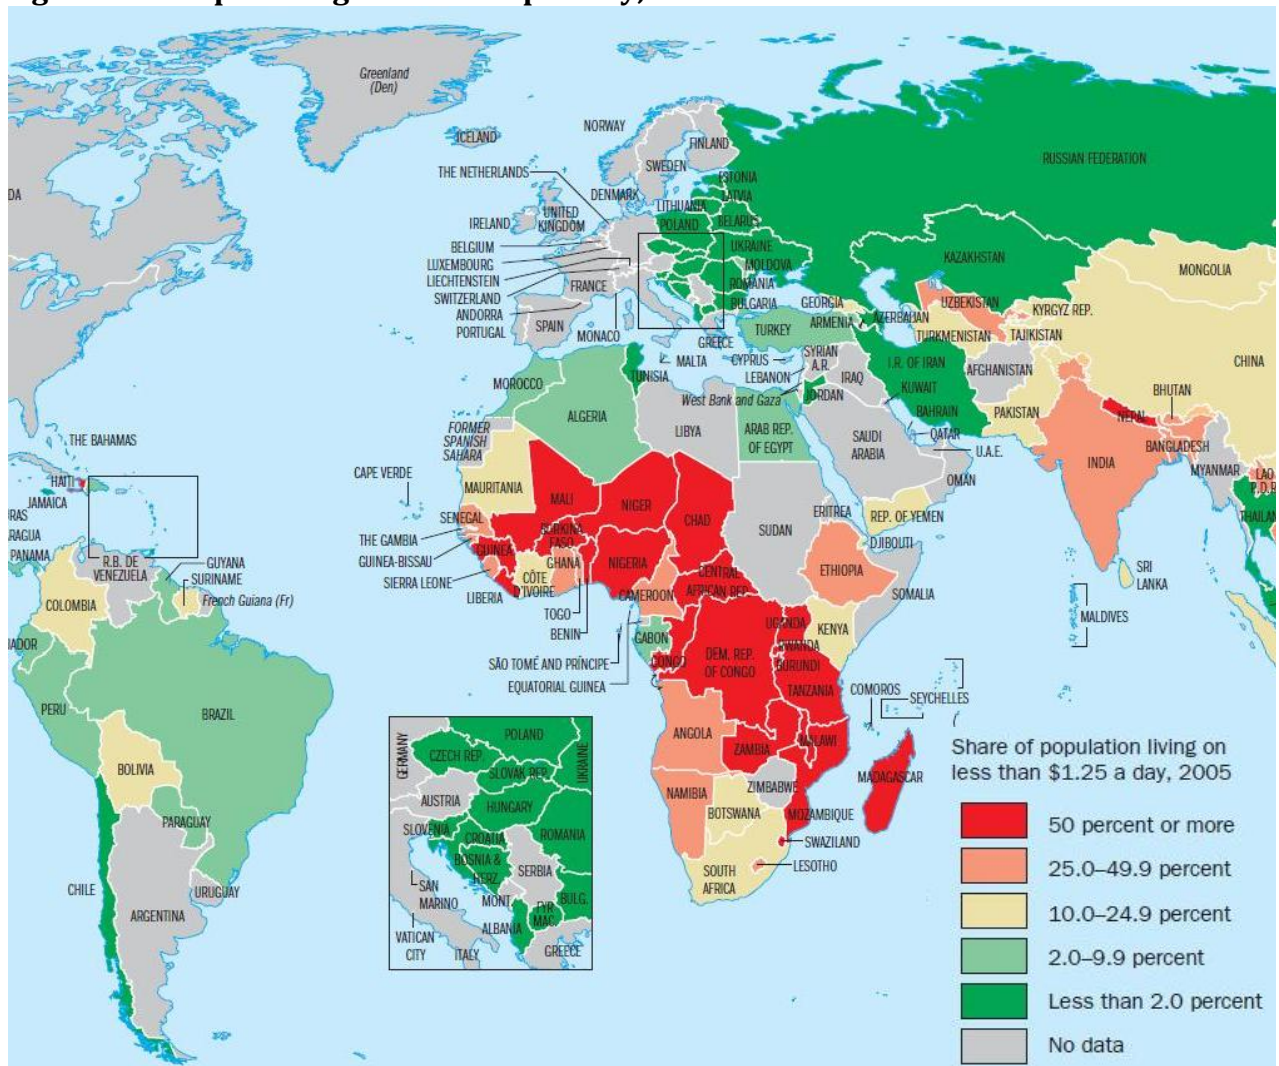 Greenland
(Den)
ICELAND
NORWAY
FINLAND
SWEDEN
RUSSIAN FEDERATION
THE NETHERLANDS
ESTONIA
DENMARK
LATVIA
DA
LITHUANIA
IRELAND
UNITED
KINGDOM
POLAND
BELARUS
BELGIUM
UKRAINE
LUXEMBOURG
MOLDOVA
KAZAKHSTAN
MONGOLIA
LIECHTENSTEIN
FRANCE
ROMANIA
SWITZERLAND
BULGARIA
GEORGIA
UZBEKISTAN
KYRGYZ REP.
ANDORRA
ARMENIA
AZERBAIJAN
PORTUGAL
SPAIN
MONACO
GREECE
TURKEY
TURKMENISTAN
TAJIKISTAN
MALTA
CYPRUS
SYRIAN
A.R.
I.R. OF IRAN
AFGHANISTAN
CHINA
MOROCCO
TUNISIA
LEBANON
IRAQ
KUWAIT
BHUTAN
ALGERIA
West Bank and Gaza
JORDAN
BAHRAIN
PAKISTAN
NEPAL
FORMER
SPANISH
SAHARA
LIBYA
ARAB REP.
OF EGYPT
SAUDI
ARABIA
QATAR
U.A.E.
BANGLADESH
THE BAHAMAS
INDIA
MYANMAR
LAO
P.D.R
CAPE VERDE
MAURITANIA
OMAN
HAITI
JAMAICA
MALI
NIGER
CHAD
SUDAN
ERITREA
REP. OF YEMEN
THAILAN
RAS
SENEGAL
RAGUA
THE GAMBIA
BURKINA
FASO
DJIBOUTI
PANAMA
R.B. DE
VENEZUELA
GUYANA
GUINEA-BISSAU
GUINEA
GHANA
NIGERIA
SURINAME
SIERRA LEONE
CÔTE
D'IVOIRE
CENTRAL
AFRICAN REP.
ETHIOPIA
SRI
LANKA
COLOMBIA
French Guiana (Fr)
LIBERIA
CAMEROON
SOMALIA
TOGO
MALDIVES
ADOR
BENIN
GABON
UGANDA
KENYA
SÃO TOMÉ AND PRÍNCIPE
CONGO
DEM. REP.
OF CONGO
RWANDA
BURUNDI
EQUATORIAL GUINEA
TANZANIA
COMOROS
SEYCHELLES
PERU
BRAZIL
ANGOLA
ZAMBIA
MALAWI
BOLIVIA
MADAGASCAR
ZIMBABWE
NAMIBIA
BOTSWANA
MOZAMBIQUE
PARAGUAY
SWAZILAND
LESOTHO
SOUTH
AFRICA
CHILE
URUGUAY
ARGENTINA
GERMANY
POLAND
CZECH REP.
UKRAINE
SLOVAK REP.
AUSTRIA
HUNGARY
SLOVENIA
CROATIA
ROMANIA
BOSNIA &
HERZ.
SERBIA
SAN
MARINO
MONT.
BULG.
FYR
MAC.
ALBANIA
VATICAN
CITY
ITALY
GREECE
Share of population living on
less than $1.25 a day, 2005
50 percent or more
25.0–49.9 percent
10.0–24.9 percent
2.0–9.9 percent
Less than 2.0 percent
No data